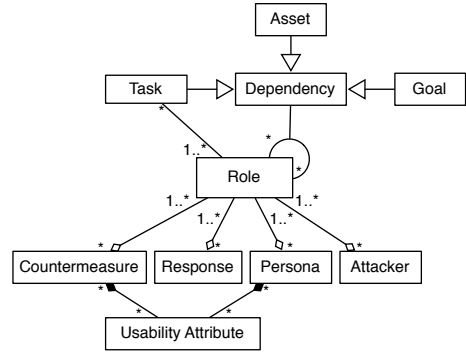 Asset
Task
Dependency
Goal
*
*
1..*
*
Role
1..*
1..*
1..*
1..*
*
*
*
*
Countermeasure
Response
Persona
Attacker
*
*
*
*
Usability Attribute